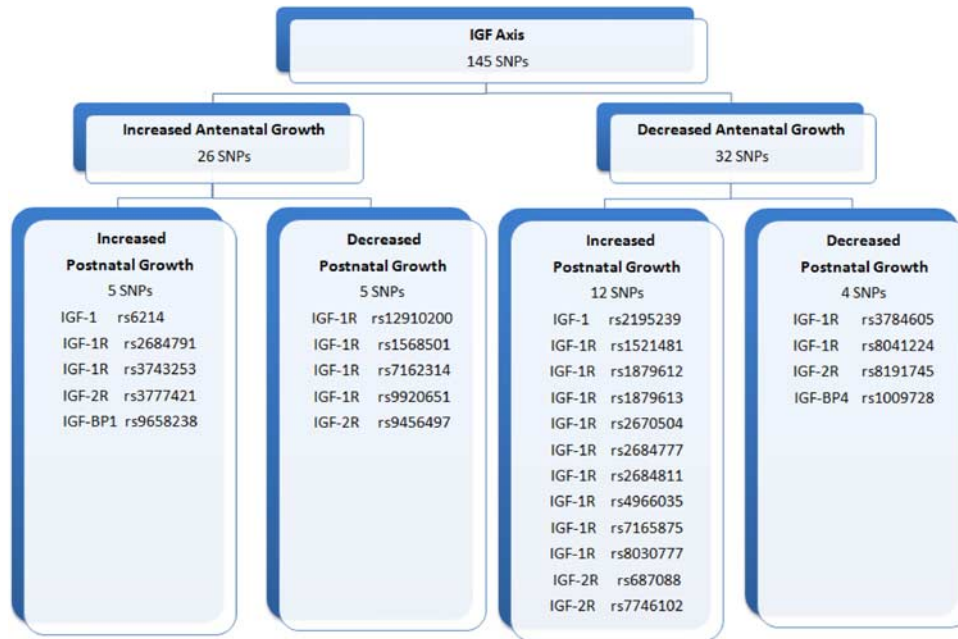 IGF Axis
145 SNPs
Increased Antenatal Growth
26 SNPs
Decreased Antenatal Growth
32 SNPs
Increased
Postnatal Growth
5 SNPs
IGF-1 rs6214
IGF-1R rs2684791
IGF-1R rs3743253
IGF-2R rs3777421
IGF-BP1 rs9658238
Decreased
Postnatal Growth
5 SNPs
IGF-1R rs12910200
IGF-1R rs1568501
IGF-1R rs7162314
IGF-1R rs9920651
IGF-2R rs9456497
Increased
Postnatal Growth
12 SNPs
IGF-1 rs2195239
IGF-1R rs1521481
IGF-1R rs1879612
IGF-1R rs1879613
IGF-1R rs2670504
IGF-1R rs2684777
IGF-1R rs2684811
IGF-1R rs4966035
IGF-1R rs7165875
IGF-1R rs8030777
IGF-2R rs687088
IGF-2R rs7746102
Decreased
Postnatal Growth
4 SNPs
IGF-1R rs3784605
IGF-1R rs8041224
IGF-2R rs8191745
IGF-BP4 rs1009728